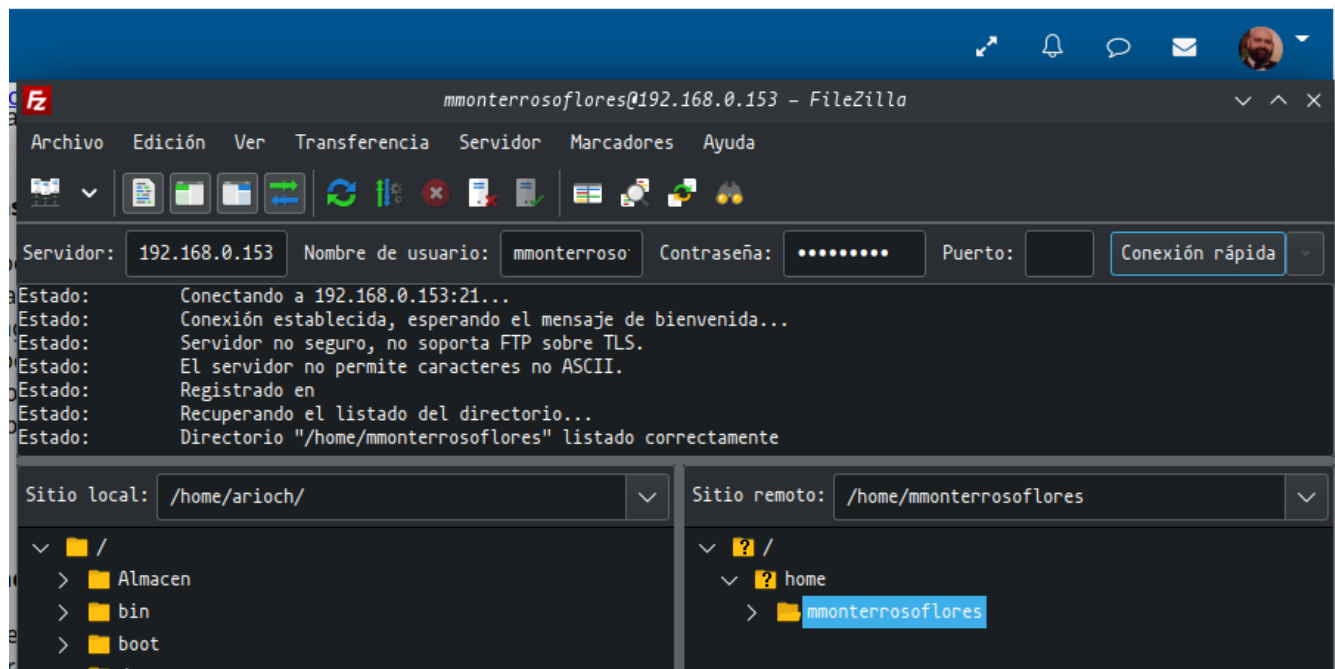 Fz
mmonterrosoflores@192.168.0.153 – FileZilla
Archivo Edición Ver Transferencia Servidor Marcadores Ayuda
Servidor: 192.168.0.153 Nombre de usuario: mmonterroso Contraseña: ••••••••• Puerto: Conexión rápida
Estado: Conectando a 192.168.0.153:21...
Estado: Conexión establecida, esperando el mensaje de bienvenida...
Estado: Servidor no seguro, no soporta FTP sobre TLS.
Estado: El servidor no permite caracteres no ASCII.
Estado: Registrado en
Estado: Recuperando el listado del directorio...
Estado: Directorio "/home/mmonterrosoflores" listado correctamente
Sitio local: /home/arioch/
Sitio remoto: /home/mmonterrosoflores
/
Almacen
bin
boot
? /
? home
mmonterrosoflores